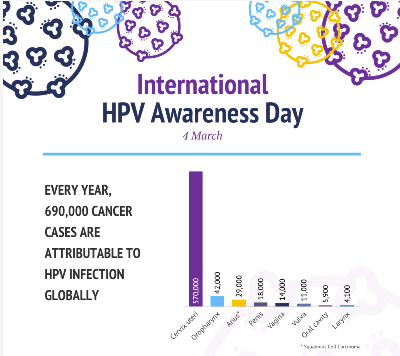 International
HPV Awareness Day
4 March
EVERY YEAR,
690,000 CANCER
CASES ARE
ATTRIBUTABLE TO
HPV INFECTION
GLOBALLY
570,000
42,000
29,000
18,000
14,000
11,000
5,900
4,100
Cervix uteri
Oropharynx
Anus*
Penis
Vagina
Vulva
Oral cavity
Larynx
* Squamous Cell Carcinoma